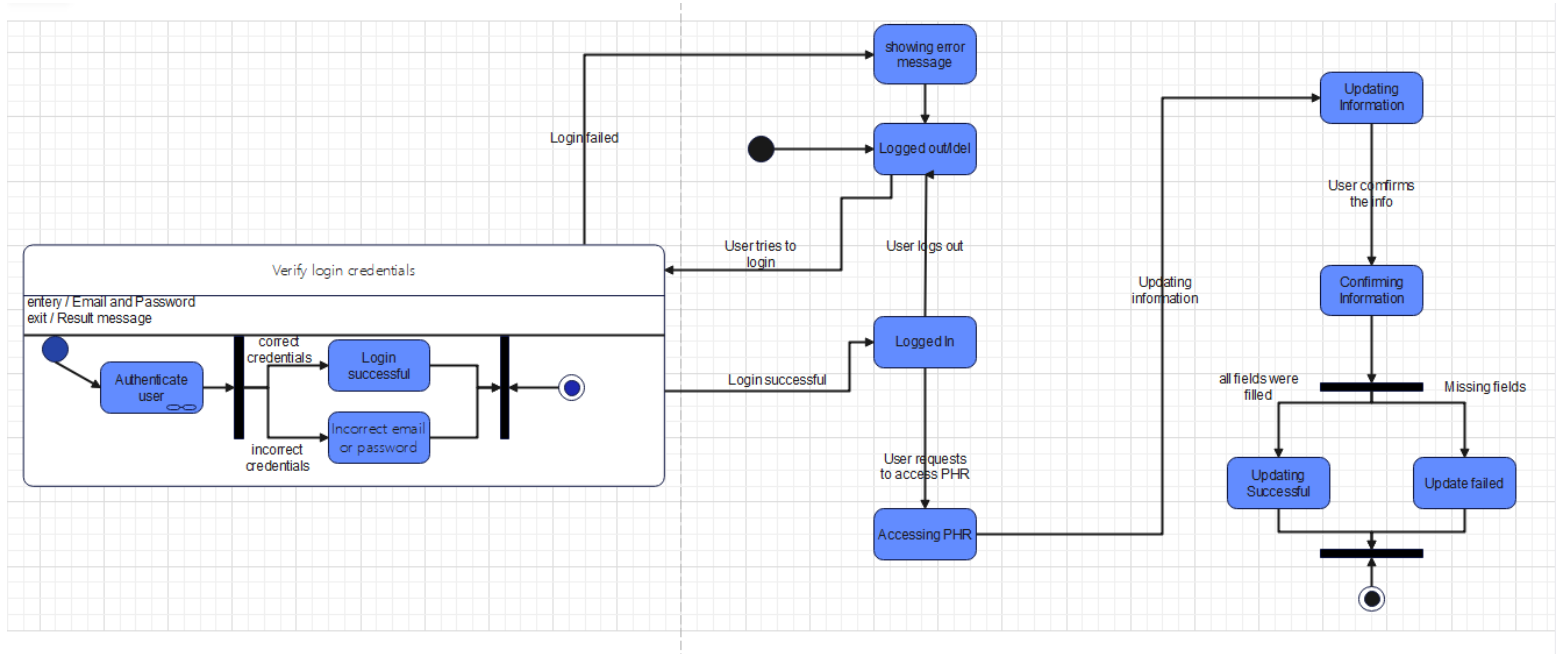 showing error
message
Updating
Information
Login failed
Logged out/Idel
User comfirms
the info
User tries to
login
User logs out
Verify login credentials
entery / Email and Password
exit / Result message
Updating
information
Confirming
Information
correct
credentials
Login
successful
Logged In
Authenticate
user
Login successful
all fields were
filled
Missing fields
Incorrect email
or password
incorrect
credentials
User requests
to access PHR
Updating
Successful
Update failed
Accessing PHR